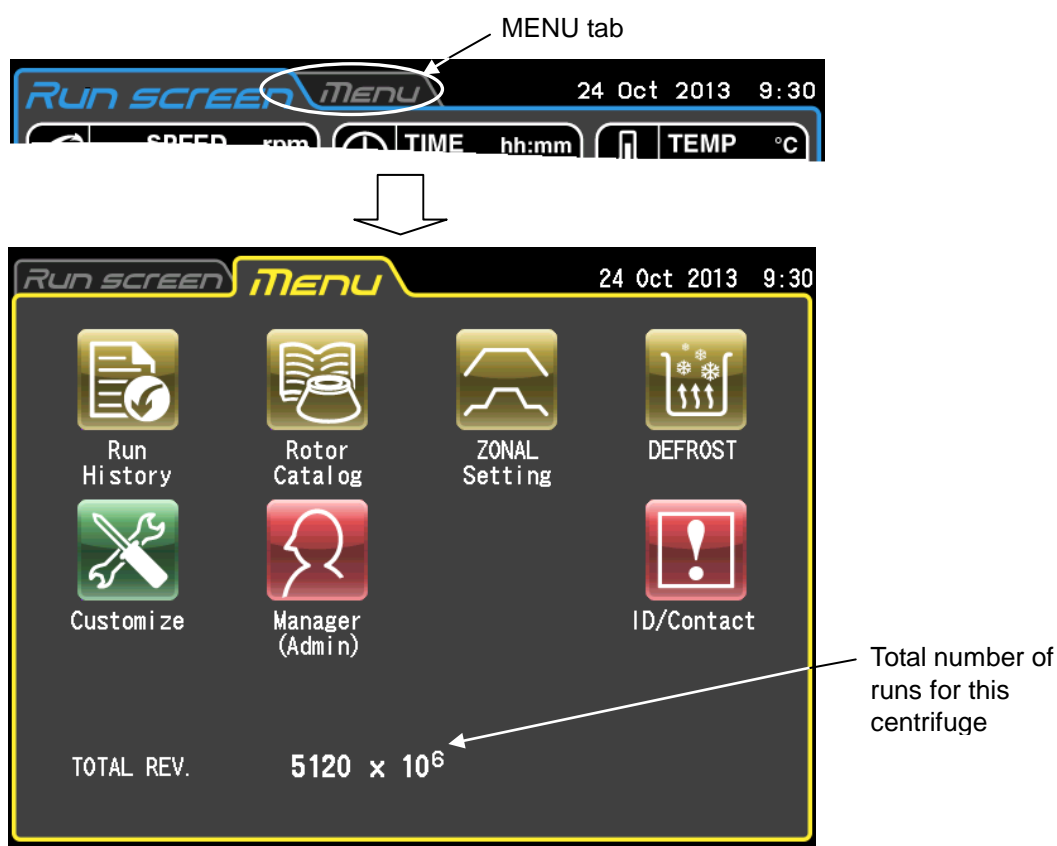 MENU tab
Run screen Menu 24 Oct 2013 9:30
SPEED rpm TIME hh:mm TEMP °C
Run screen Menu 24 Oct 2013 9:30
Run History
Rotor Catalog
ZONAL Setting
DEFROST
Customize
Manager (Admin)
ID/Contact
Total number of
runs for this
centrifuge
TOTAL REV. 5120 x 10⁶